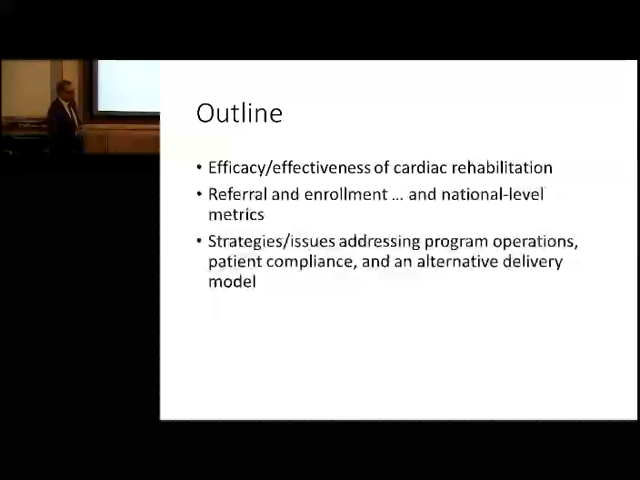 Outline
• Efficacy/effectiveness of cardiac rehabilitation
• Referral and enrollment ... and national-level
metrics
• Strategies/issues addressing program operations,
patient compliance, and an alternative delivery
model